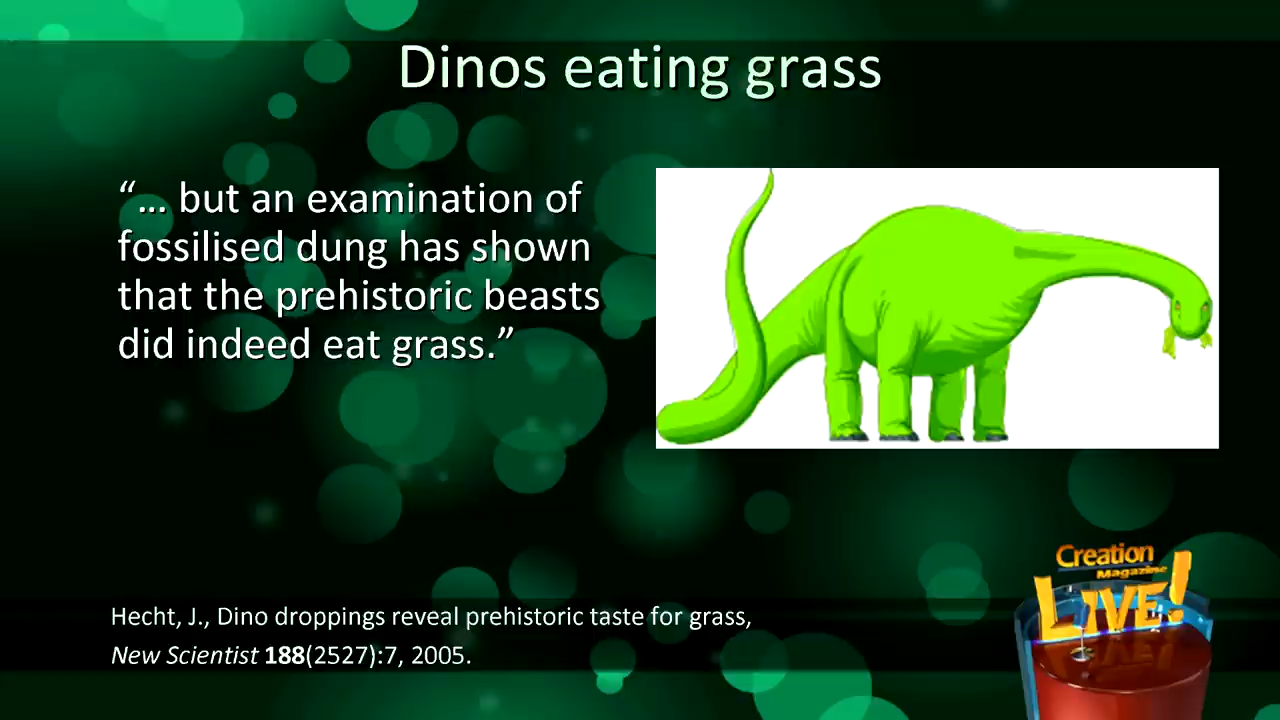 Dinos eating grass
“... but an examination of
fossilised dung has shown
that the prehistoric beasts
did indeed eat grass.”
Hecht, J., Dino droppings reveal prehistoric taste for grass,
New Scientist 188(2527):7, 2005.
Creation
Magazine
LIVE!